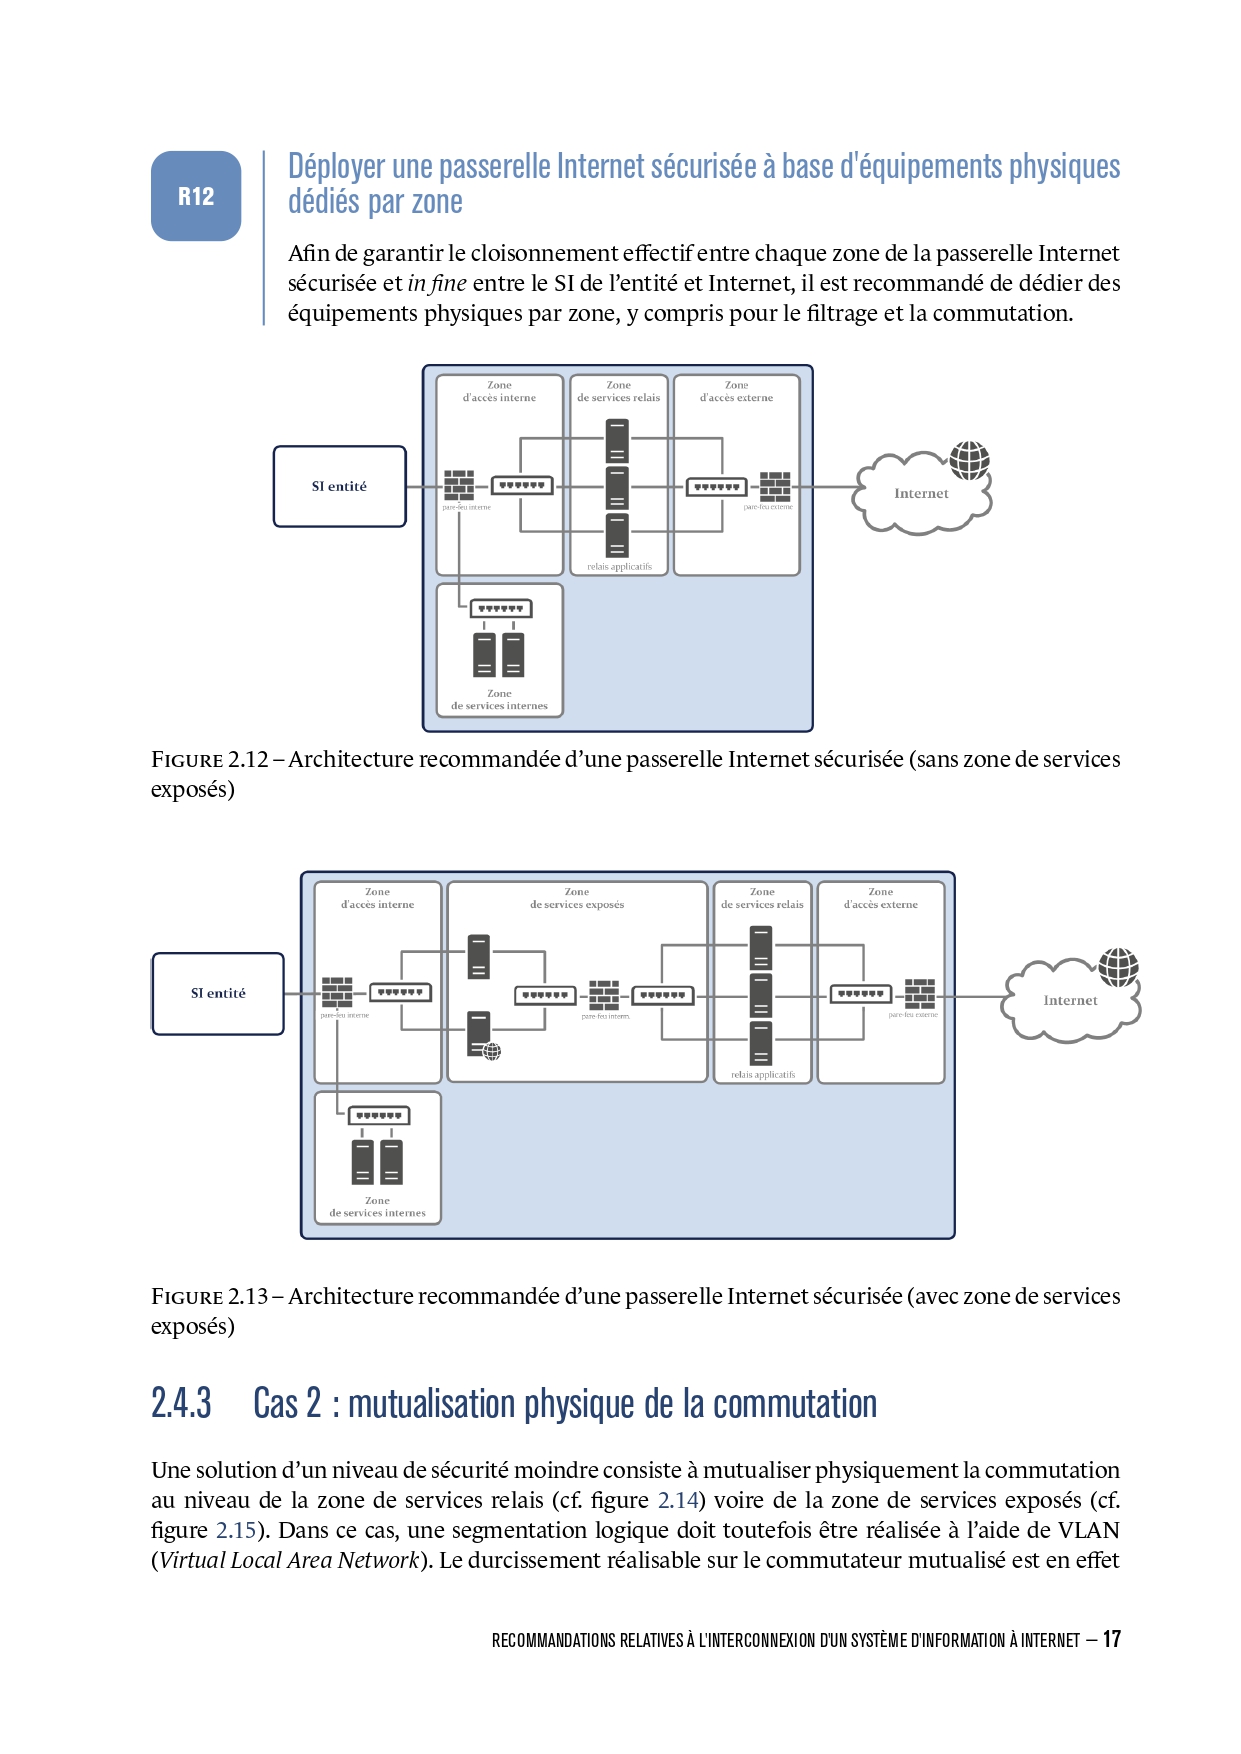 R12
Déployer une passerelle Internet sécurisée à base d'équipements physiques
dédiés par zone
Afin de garantir le cloisonnement effectif entre chaque zone de la passerelle Internet
sécurisée et in fine entre le SI de l’entité et Internet, il est recommandé de dédier des
équipements physiques par zone, y compris pour le filtrage et la commutation.
Zone
d'accès interne
Zone
de services relais
Zone
d'accès externe
SI entité
pare-feu interne
pare-feu externe
Internet
relais applicatifs
Zone
de services internes
FIGURE 2.12 – Architecture recommandée d’une passerelle Internet sécurisée (sans zone de services
exposés)
Zone
d'accès interne
Zone
de services exposés
Zone
de services relais
Zone
d'accès externe
SI entité
pare-feu interne
pare-feu interm.
pare-feu externe
Internet
relais applicatifs
Zone
de services internes
FIGURE 2.13 – Architecture recommandée d’une passerelle Internet sécurisée (avec zone de services
exposés)
2.4.3 Cas 2 : mutualisation physique de la commutation
Une solution d’un niveau de sécurité moindre consiste à mutualiser physiquement la commutation
au niveau de la zone de services relais (cf. figure 2.14) voire de la zone de services exposés (cf.
figure 2.15). Dans ce cas, une segmentation logique doit toutefois être réalisée à l’aide de VLAN
(Virtual Local Area Network). Le durcissement réalisable sur le commutateur mutualisé est en effet
RECOMMANDATIONS RELATIVES À L'INTERCONNEXION D'UN SYSTÈME D'INFORMATION À INTERNET – 17